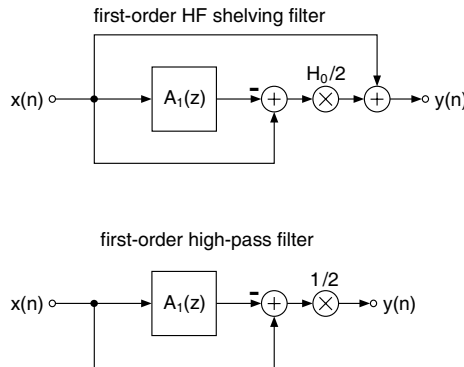 first-order HF shelving filter
H₀/2
x(n)
A₁(z)
-
+
×
+
y(n)
first-order high-pass filter
1/2
x(n)
A₁(z)
-
+
×
y(n)